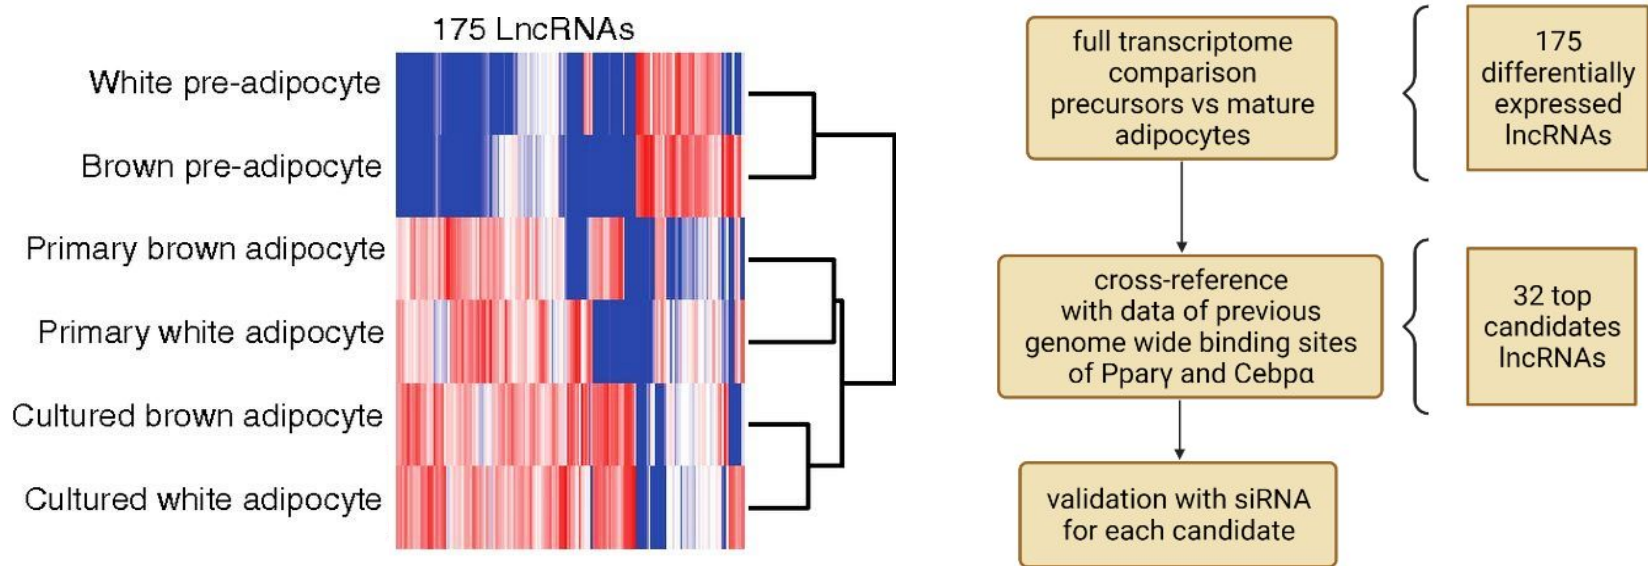 175 LncRNAs
White pre-adipocyte
Brown pre-adipocyte
Primary brown adipocyte
Primary white adipocyte
Cultured brown adipocyte
Cultured white adipocyte
full transcriptome
comparison
precursors vs mature
adipocytes
175
differentially
expressed
lncRNAs
cross-reference
with data of previous
genome wide binding sites
of Pparγ and Cebpα
32 top
candidates
lncRNAs
validation with siRNA
for each candidate